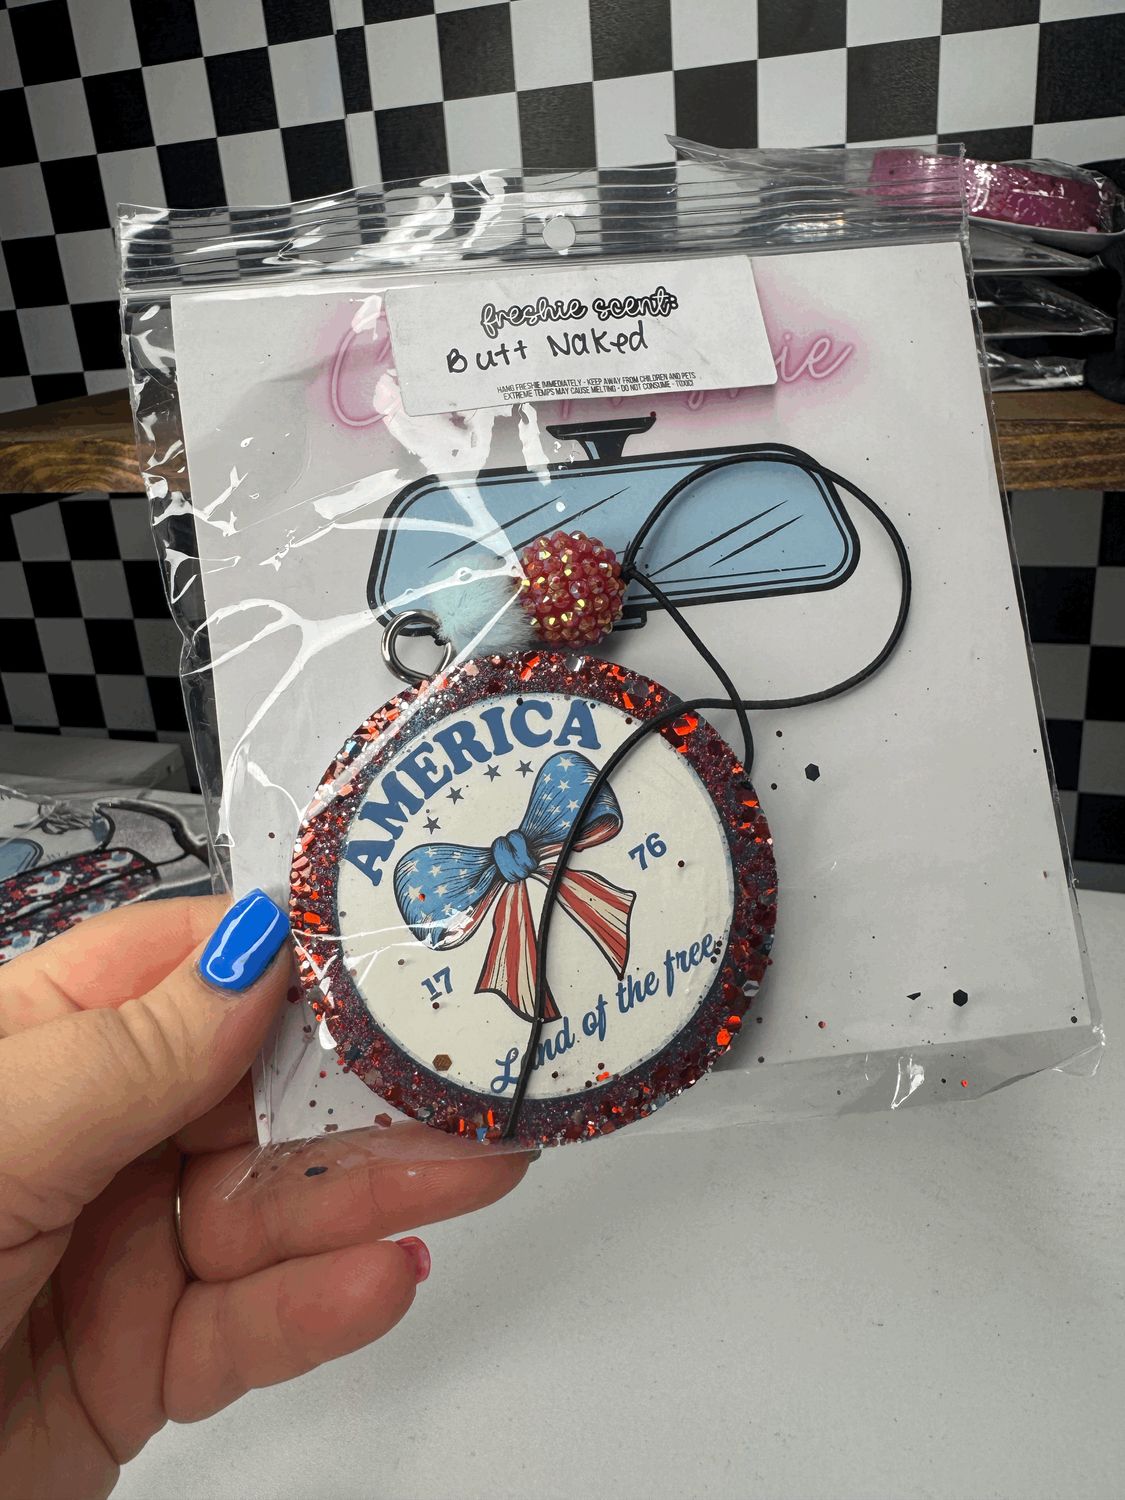 freshie scent:
Butt Naked
HANG FRESHIE IMMEDIATELY - KEEP AWAY FROM CHILDREN AND PETS
EXTREME TEMPS MAY CAUSE MELTING - DO NOT CONSUME - TOXIC!
AMERICA
17 76
Land of the free